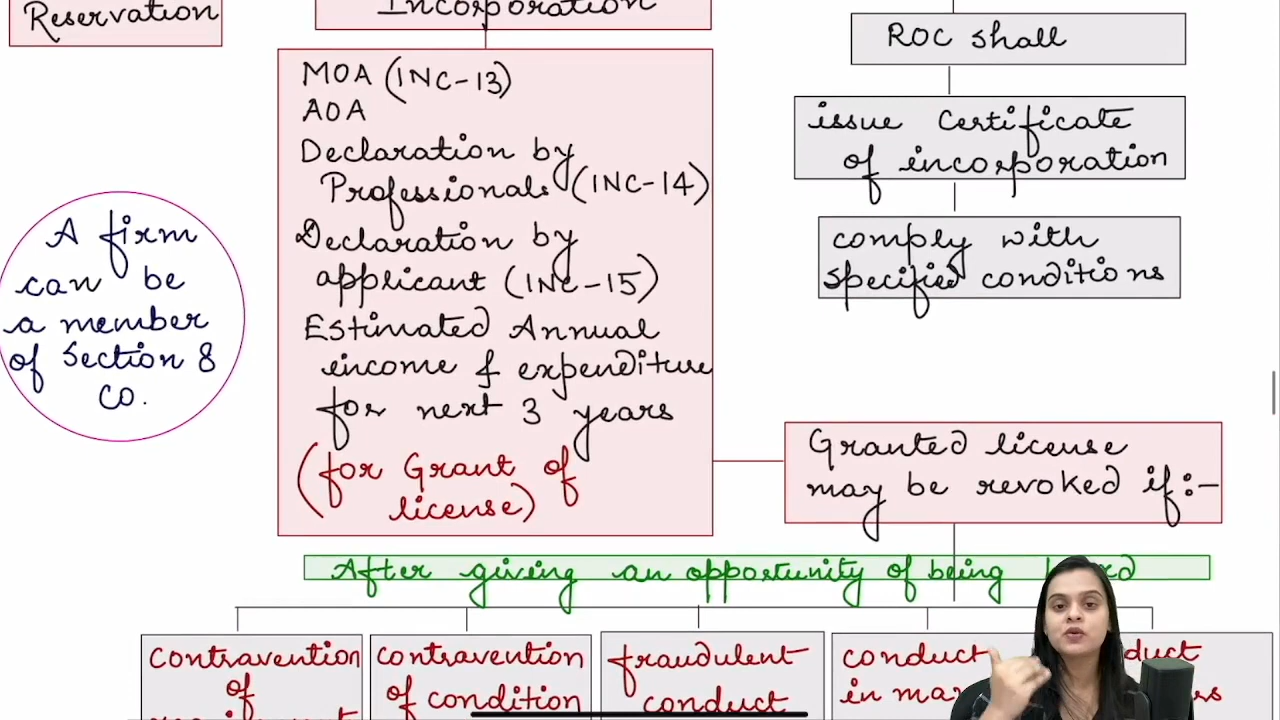 Reservation
Incorporation
MOA (INC-13)
AOA
Declaration by
Professionals (INC-14)
Declaration by
applicant (INC-15)
Estimated Annual
income & expenditure
for next 3 years
(for Grant of
license)
A firm
can be
a member
of Section 8
CO.
ROC shall
issue Certificate
of incorporation
comply with
specified conditions
Granted license
may be revoked if:-
After giving an opportunity of being
contravention
of
contravention
of condition
fraudulent
conduct
conduct
in